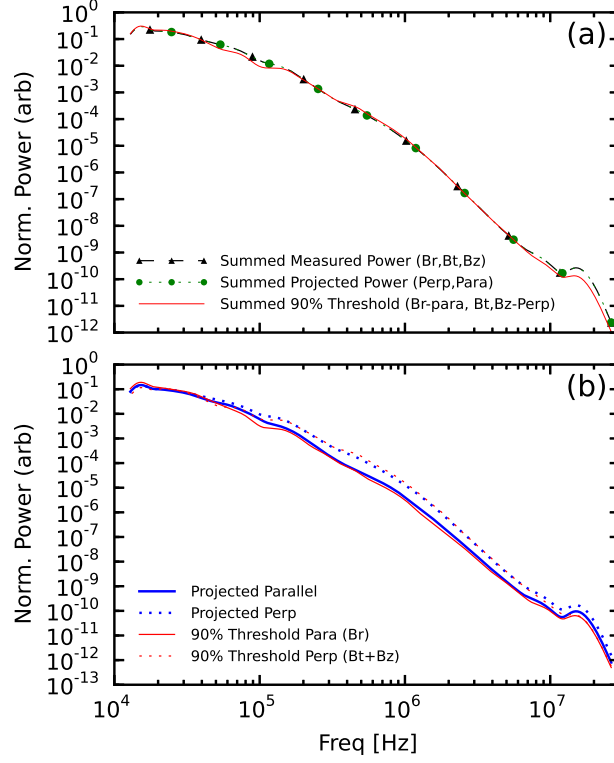 (a)
Norm. Power (arb)
10^0
10^-1
10^-2
10^-3
10^-4
10^-5
10^-6
10^-7
10^-8
10^-9
10^-10
10^-11
10^-12
Summed Measured Power (Br,Bt,Bz)
Summed Projected Power (Perp,Para)
Summed 90% Threshold (Br-para, Bt,Bz-Perp)
(b)
Norm. Power (arb)
10^0
10^-1
10^-2
10^-3
10^-4
10^-5
10^-6
10^-7
10^-8
10^-9
10^-10
10^-11
10^-12
10^-13
Projected Parallel
Projected Perp
90% Threshold Para (Br)
90% Threshold Perp (Bt+Bz)
10^4 10^5 10^6 10^7
Freq [Hz]